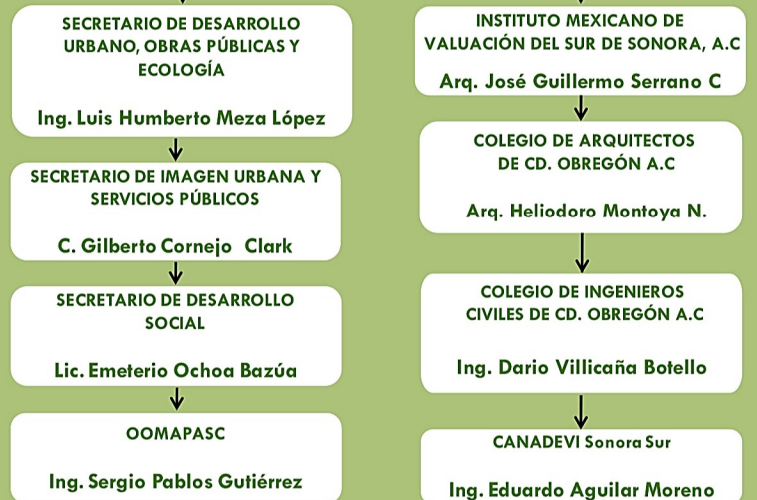 SECRETARIO DE DESARROLLO
URBANO, OBRAS PÚBLICAS Y
ECOLOGÍA
Ing. Luis Humberto Meza López
SECRETARIO DE IMAGEN URBANA Y
SERVICIOS PÚBLICOS
C. Gilberto Cornejo Clark
SECRETARIO DE DESARROLLO
SOCIAL
Lic. Emeterio Ochoa Bazúa
OOMAPASC
Ing. Sergio Pablos Gutiérrez
INSTITUTO MEXICANO DE
VALUACIÓN DEL SUR DE SONORA, A.C
Arq. José Guillermo Serrano C
COLEGIO DE ARQUITECTOS
DE CD. OBREGÓN A.C
Arq. Heliodoro Montoya N.
COLEGIO DE INGENIEROS
CIVILES DE CD. OBREGÓN A.C
Ing. Dario Villicaña Botello
CANADEVI Sonora Sur
Ing. Eduardo Aguilar Moreno